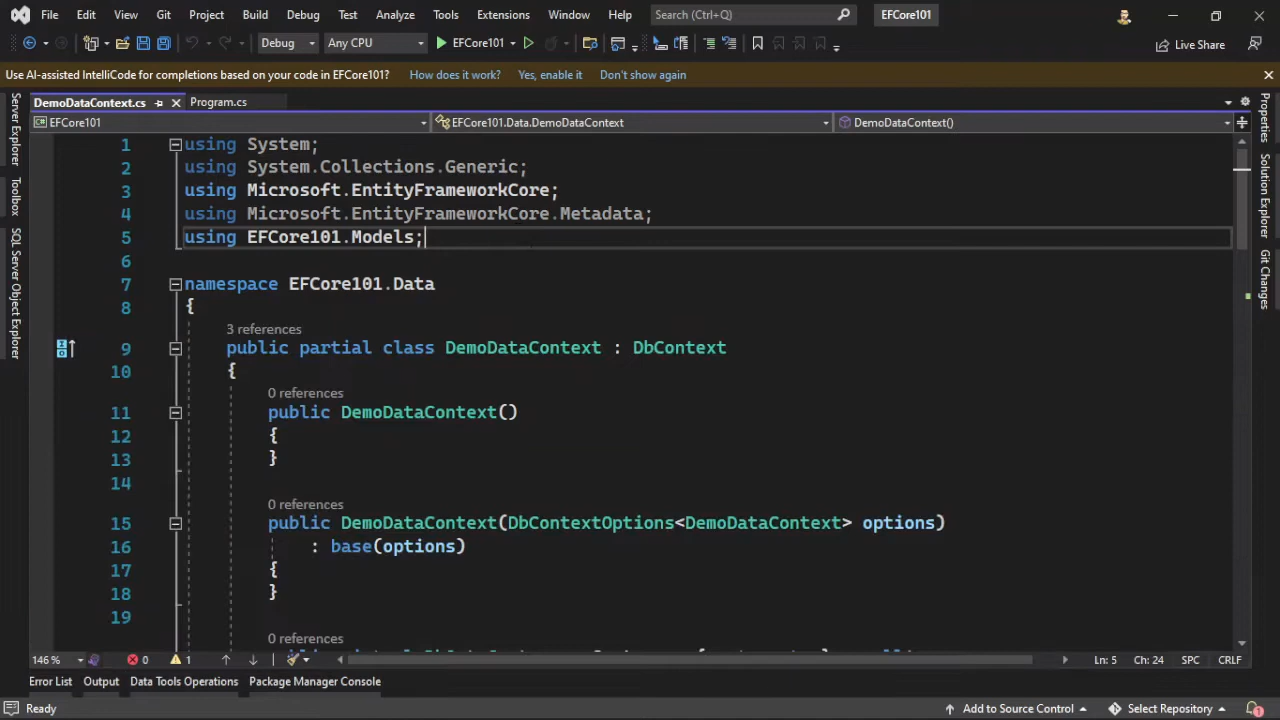 File Edit View Git Project Build Debug Test Analyze Tools Extensions Window Help Search (Ctrl+Q) EFCore101
Debug Any CPU EFCore101 Live Share
Use AI-assisted IntelliCode for completions based on your code in EFCore101? How does it work? Yes, enable it Don't show again
DemoDataContext.cs Program.cs
EFCore101 EFCore101.Data.DemoDataContext DemoDataContext()
Server Explorer
Toolbox
SQL Server Object Explorer
1 using System;
2 using System.Collections.Generic;
3 using Microsoft.EntityFrameworkCore;
4 using Microsoft.EntityFrameworkCore.Metadata;
5 using EFCore101.Models;
6
7 namespace EFCore101.Data
8 {
3 references
9 public partial class DemoDataContext : DbContext
10 {
0 references
11 public DemoDataContext()
12 {
13 }
14
0 references
15 public DemoDataContext(DbContextOptions<DemoDataContext> options)
16 : base(options)
17 {
18 }
19
0 references
Properties
Solution Explorer
Git Changes
146 % 0 1 Ln: 5 Ch: 24 SPC CRLF
Error List Output Data Tools Operations Package Manager Console
Ready Add to Source Control Select Repository 1